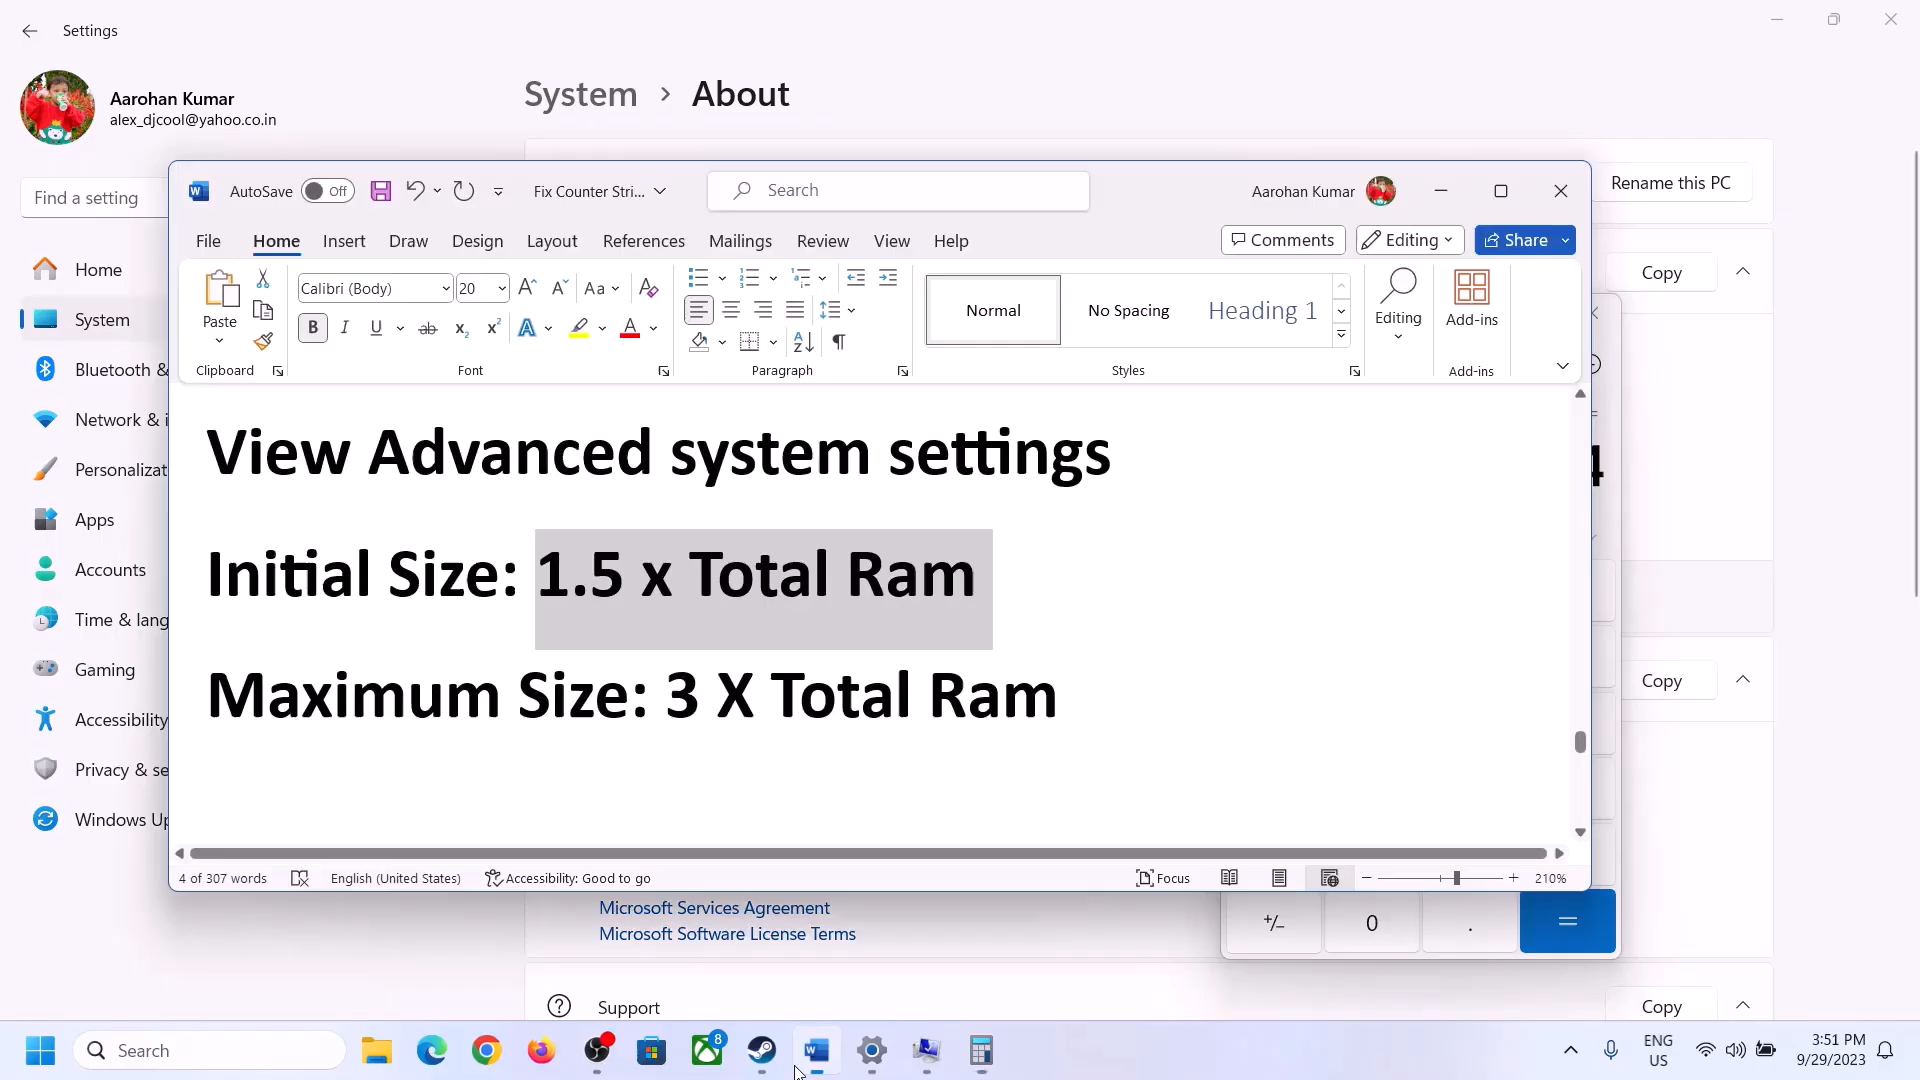 Settings
Aarohan Kumar
alex_djcool@yahoo.co.in
System > About
Find a setting
Rename this PC
Home
System
Bluetooth &
Network & i
Personalizat
Apps
Accounts
Time & lang
Gaming
Accessibility
Privacy & se
Windows Up
AutoSave Off
Fix Counter Stri...
Search
Aarohan Kumar
File Home Insert Draw Design Layout References Mailings Review View Help
Comments Editing Share
Paste
Calibri (Body) 20
Normal
No Spacing
Heading 1
Editing
Add-ins
Clipboard Font Paragraph Styles Add-ins
Copy
View Advanced system settings
Initial Size: 1.5 x Total Ram
Maximum Size: 3 X Total Ram
4
Copy
4 of 307 words English (United States) Accessibility: Good to go
Focus 210%
Microsoft Services Agreement
Microsoft Software License Terms
+/- 0 . =
Support
Copy
Search
8
ENG
US
3:51 PM
9/29/2023